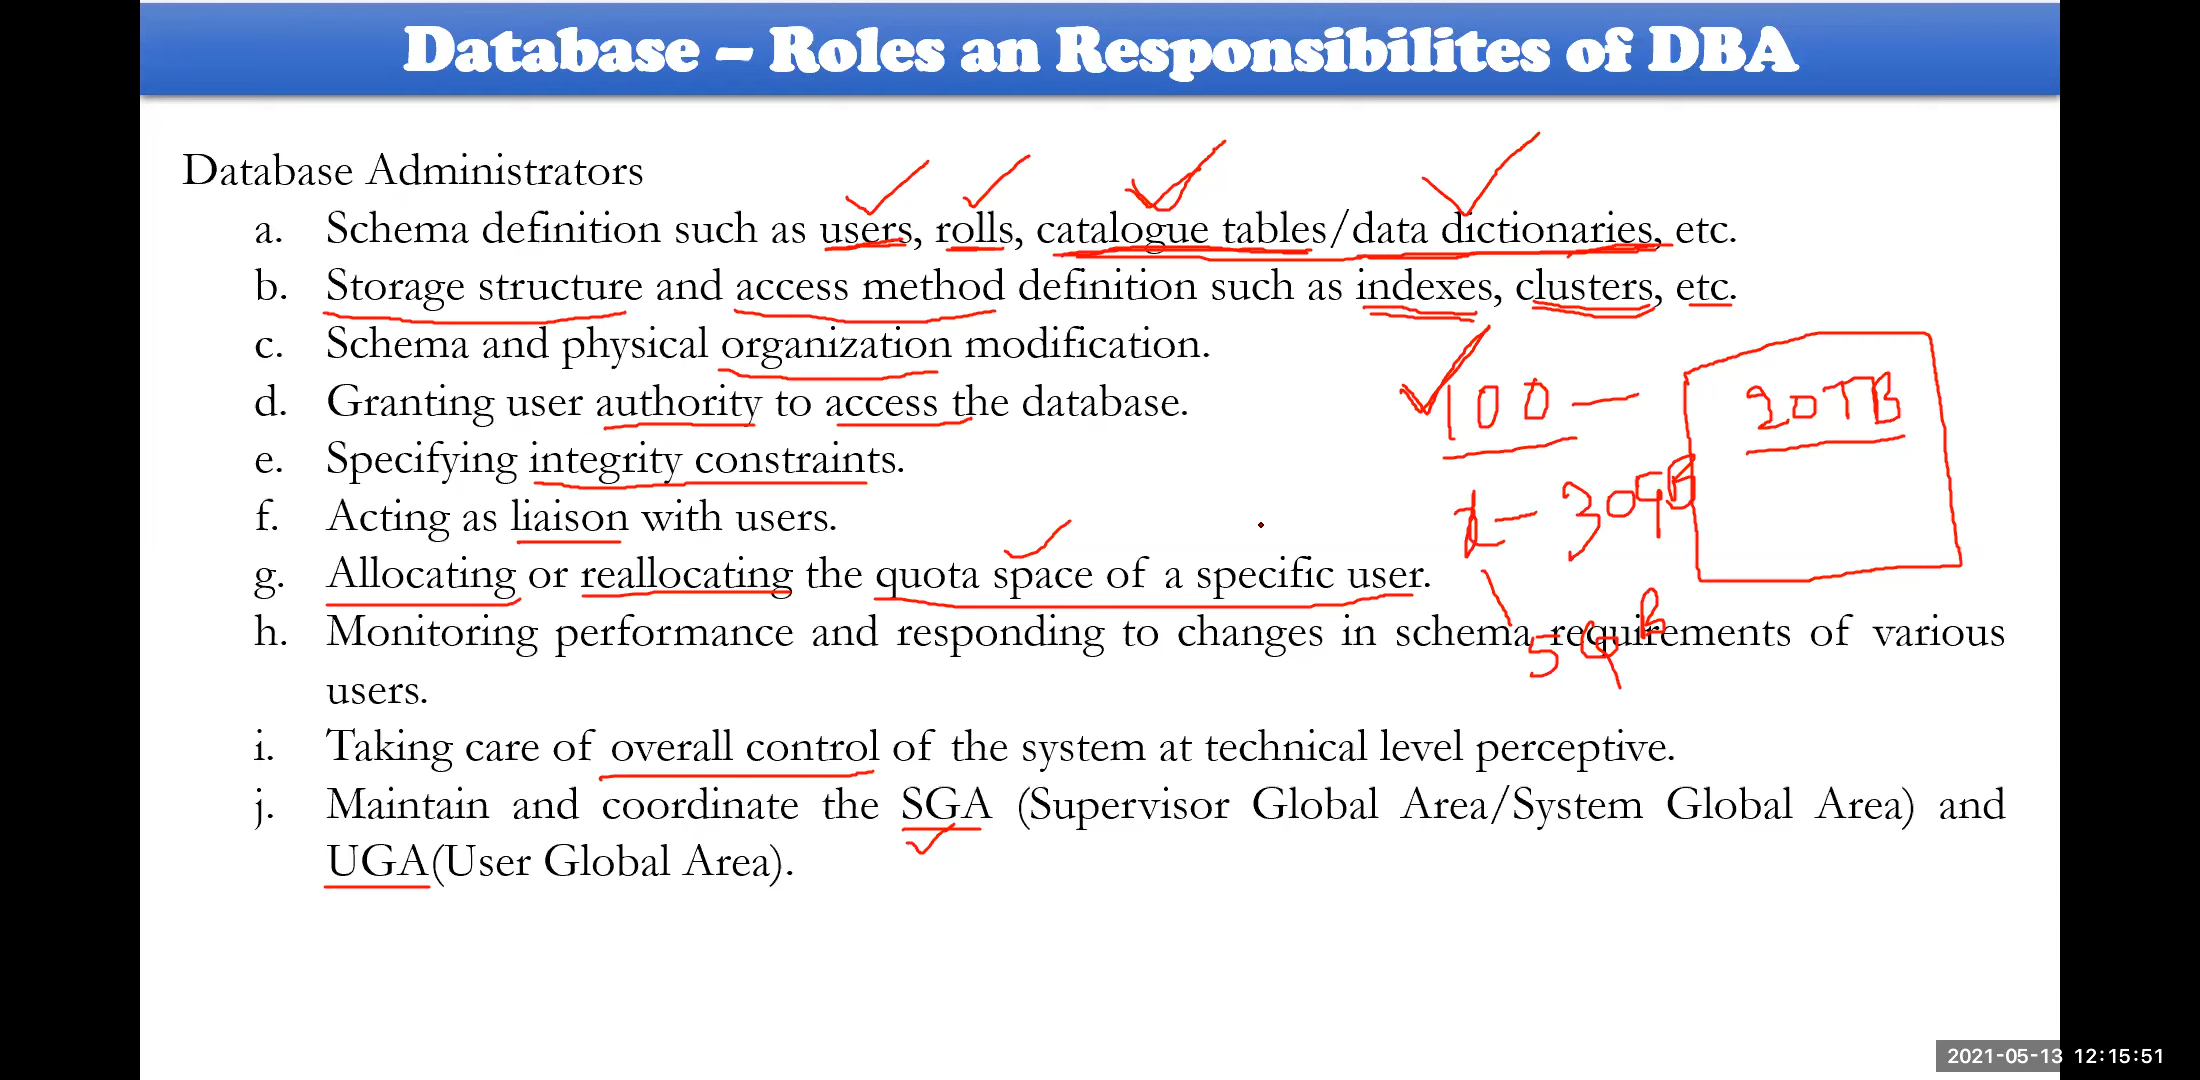 Database – Roles an Responsibilites of DBA
Database Administrators
a. Schema definition such as users, rolls, catalogue tables/data dictionaries, etc.
b. Storage structure and access method definition such as indexes, clusters, etc.
c. Schema and physical organization modification.
d. Granting user authority to access the database.
100 —
20TB
e. Specifying integrity constraints.
f. Acting as liaison with users.
– 30GB
g. Allocating or reallocating the quota space of a specific user.
h. Monitoring performance and responding to changes in schema requirements of various
5GB
users.
i. Taking care of overall control of the system at technical level perceptive.
j. Maintain and coordinate the SGA (Supervisor Global Area/System Global Area) and
UGA(User Global Area).
2021-05-13 12:15:51